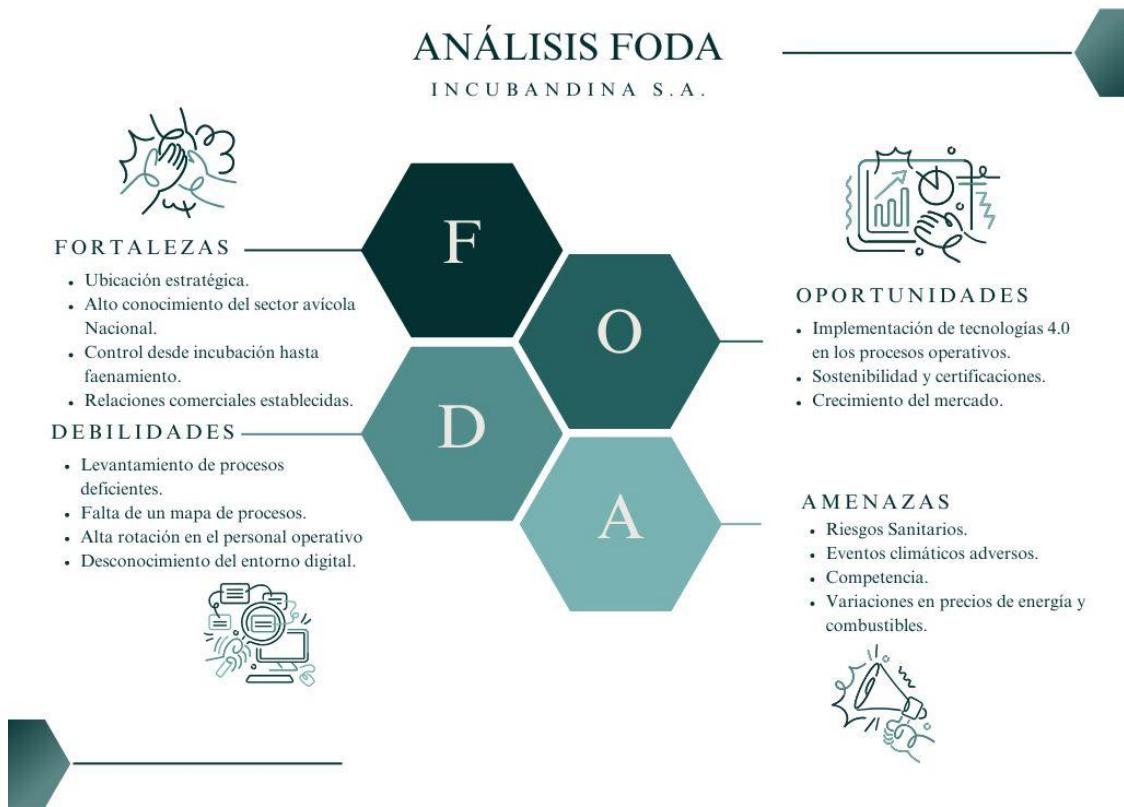 ANÁLISIS FODA
INCUBANDINA S.A.
F
FORTALEZAS
• Ubicación estratégica.
• Alto conocimiento del sector avícola
Nacional.
• Control desde incubación hasta
faenamiento.
• Relaciones comerciales establecidas.
O
OPORTUNIDADES
• Implementación de tecnologías 4.0
en los procesos operativos.
• Sostenibilidad y certificaciones.
• Crecimiento del mercado.
D
DEBILIDADES
• Levantamiento de procesos
deficientes.
• Falta de un mapa de procesos.
• Alta rotación en el personal operativo
• Desconocimiento del entorno digital.
A
AMENAZAS
• Riesgos Sanitarios.
• Eventos climáticos adversos.
• Competencia.
• Variaciones en precios de energía y
combustibles.